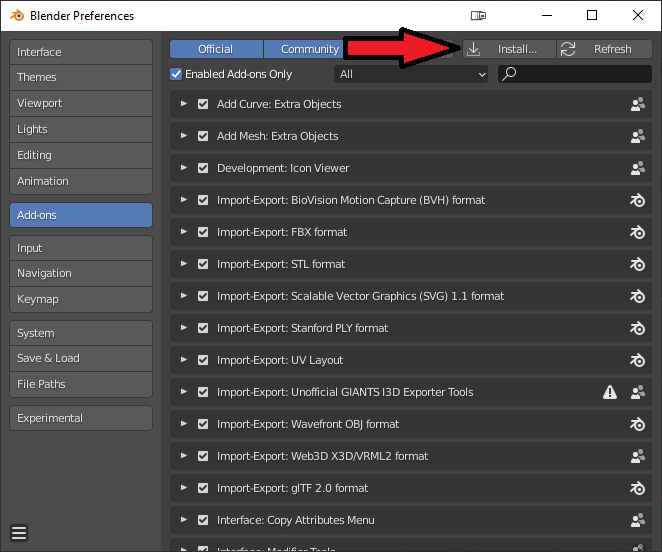 Blender Preferences
Interface
Themes
Viewport
Lights
Editing
Animation
Add-ons
Input
Navigation
Keymap
System
Save & Load
File Paths
Experimental
Official Community Install... Refresh
Enabled Add-ons Only All
Add Curve: Extra Objects
Add Mesh: Extra Objects
Development: Icon Viewer
Import-Export: BioVision Motion Capture (BVH) format
Import-Export: FBX format
Import-Export: STL format
Import-Export: Scalable Vector Graphics (SVG) 1.1 format
Import-Export: Stanford PLY format
Import-Export: UV Layout
Import-Export: Unofficial GIANTS I3D Exporter Tools
Import-Export: Wavefront OBJ format
Import-Export: Web3D X3D/VRML2 format
Import-Export: glTF 2.0 format
Interface: Copy Attributes Menu
Interface: Modifier Tools